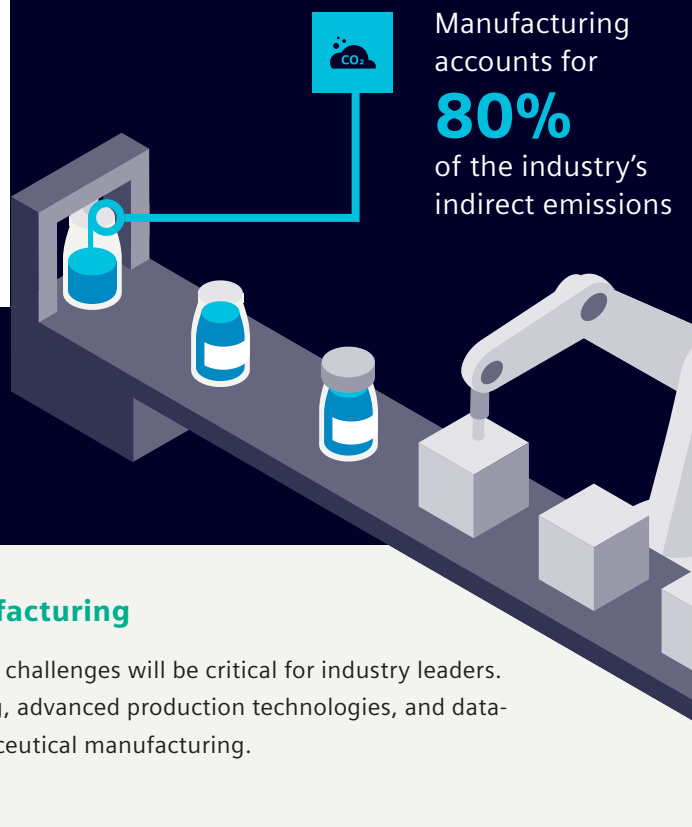 CO₂
Manufacturing
accounts for
80%
of the industry’s
indirect emissions
facturing
challenges will be critical for industry leaders.
, advanced production technologies, and data-
ceutical manufacturing.